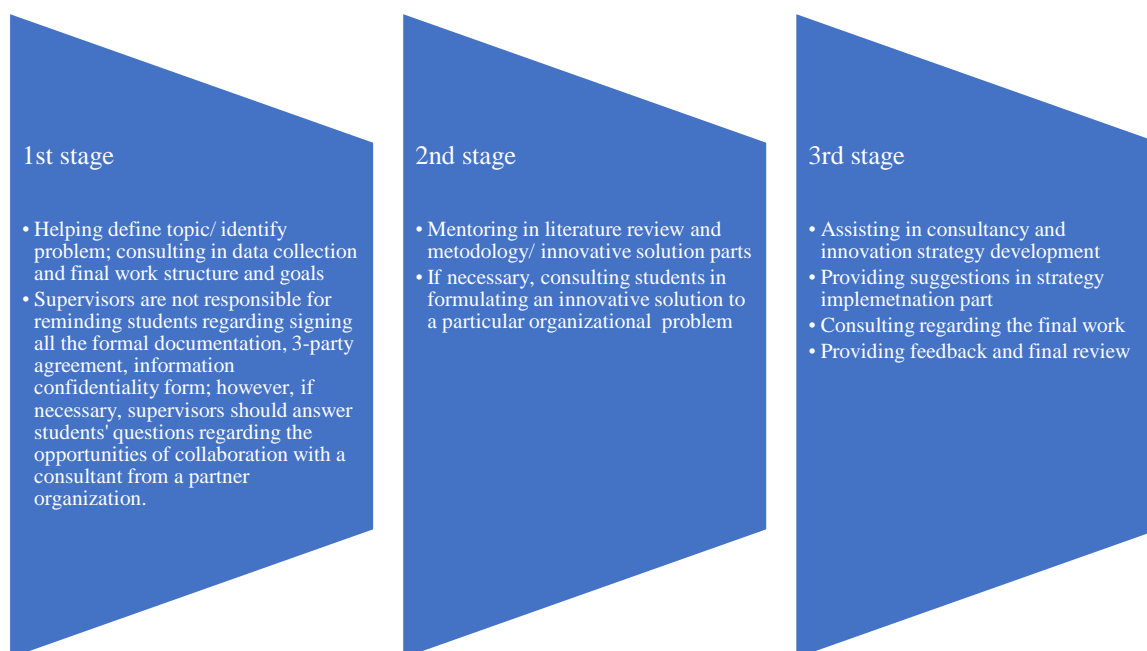 1st stage
• Helping define topic/ identify
problem; consulting in data collection
and final work structure and goals
• Supervisors are not responsible for
reminding students regarding signing
all the formal documentation, 3-party
agreement, information
confidentiality form; however, if
necessary, supervisors should answer
students' questions regarding the
opportunities of collaboration with a
consultant from a partner
organization.
2nd stage
• Mentoring in literature review and
metodology/ innovative solution parts
• If necessary, consulting students in
formulating an innovative solution to
a particular organizational problem
3rd stage
• Assisting in consultancy and
innovation strategy development
• Providing suggestions in strategy
implemetnation part
• Consulting regarding the final work
• Providing feedback and final review